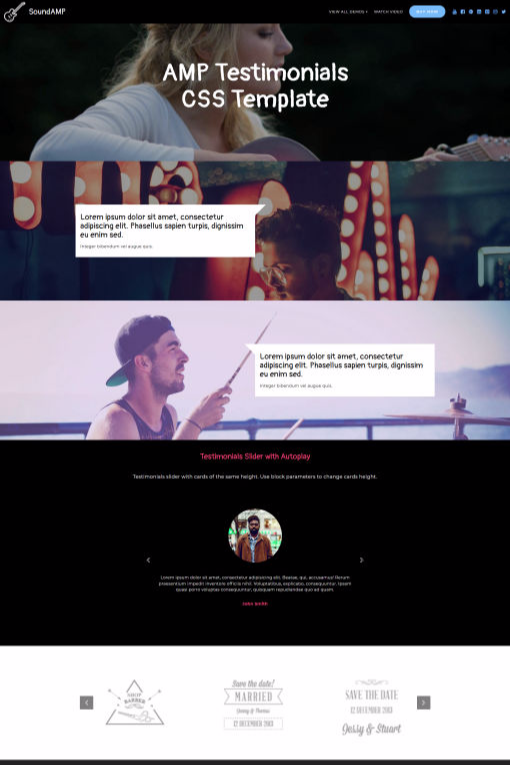 SoundAMP
VIEW ALL DEMOS
WATCH VIDEO
BUY NOW
AMP Testimonials
CSS Template
Lorem ipsum dolor sit amet, consectetur
adipiscing elit. Phasellus sapien turpis, dignissim
eu enim sed.
Integer bibendum vel augue quis.
Lorem ipsum dolor sit amet, consectetur
adipiscing elit. Phasellus sapien turpis, dignissim
eu enim sed.
Integer bibendum vel augue quis.
Testimonials Slider with Autoplay
Testimonials slider with cards of the same height. Use block parameters to change cards height.
Lorem ipsum dolor sit amet, consectetur adipisicing elit. Beatae, qui, accusamus! Rerum
praesentium impedit inventore officiis nihil. Voluptatibus, explicabo, consequuntur, ipsam
quasi porro voluptas consequuntur, quisquam repudiandae quo ad quam.
John Smith
SHOP
BARBER
Save the date!
MARRIED
Conny & Thomas
12 DECEMBER 2013
SAVE THE DATE
12 DECEMBER 2013
Jessy & Stuart